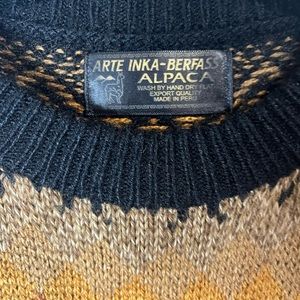 ARTE INKA-BERFASS
ALPACA
WASH BY HAND DRY FLAT
EXPORT QUALITY
MADE IN PERU